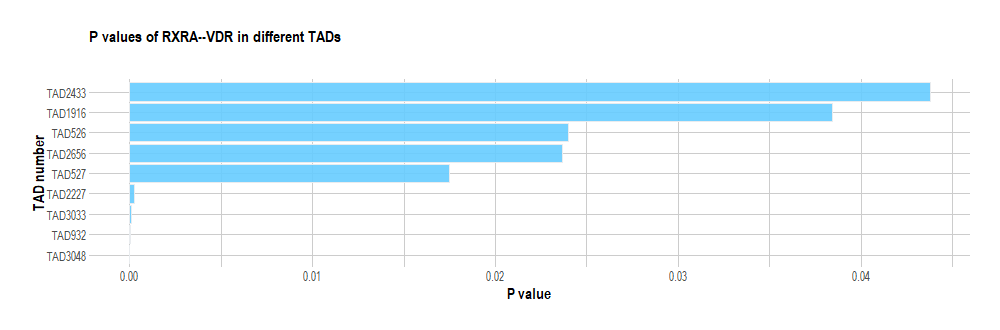 P values of RXRA--VDR in different TADs
TAD number
TAD2433
TAD1916
TAD526
TAD2656
TAD527
TAD2227
TAD3033
TAD932
TAD3048
0.00 0.01 0.02 0.03 0.04
P value